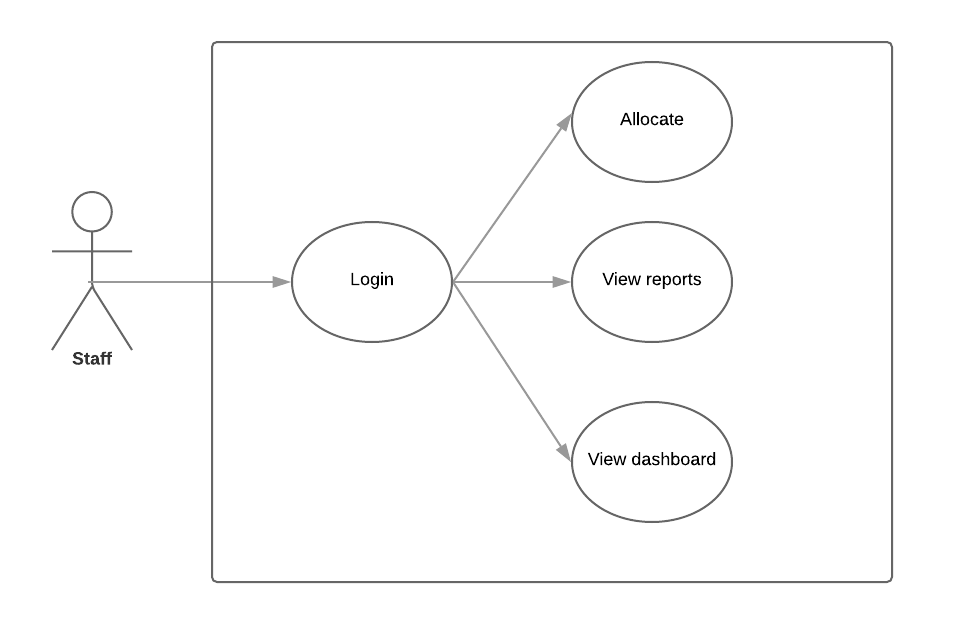 Allocate
Login
View reports
Staff
View dashboard